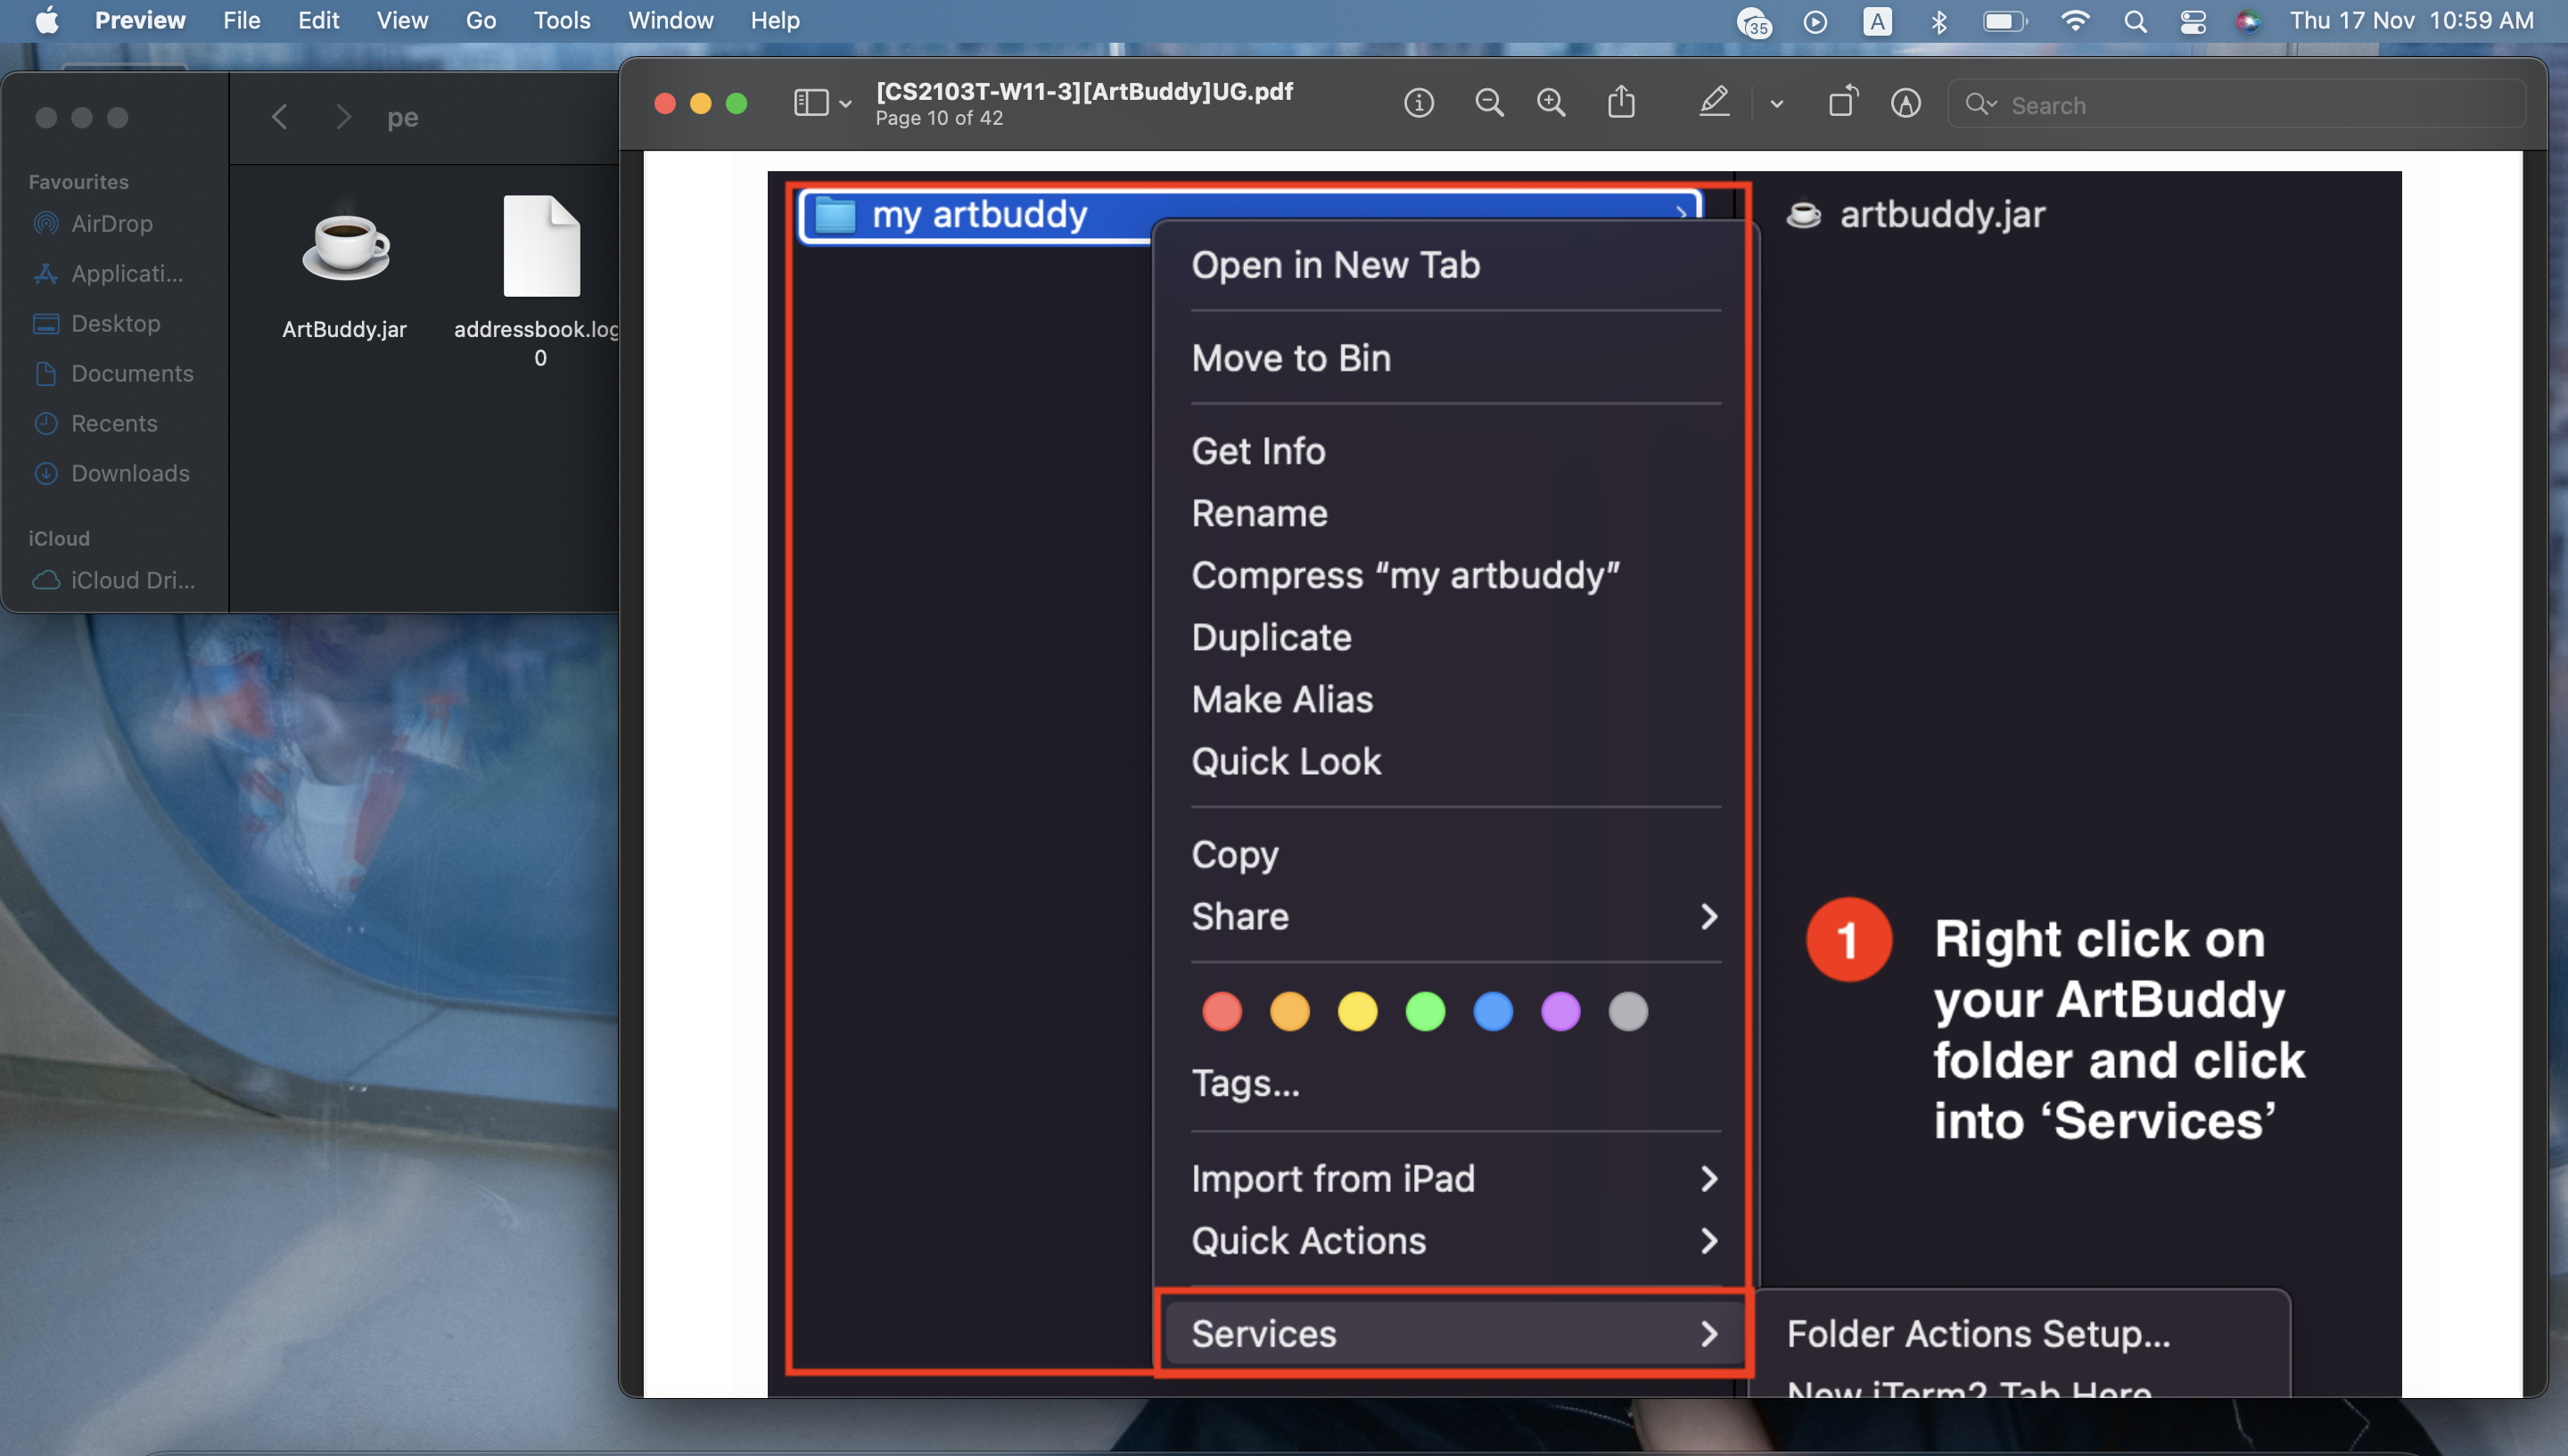 Preview File Edit View Go Tools Window Help
35 A Thu 17 Nov 10:59 AM
pe
Favourites
AirDrop
Applicati...
Desktop
Documents
Recents
Downloads
iCloud
iCloud Dri...
ArtBuddy.jar
addressbook.log
0
[CS2103T-W11-3][ArtBuddy]UG.pdf
Page 10 of 42
Search
my artbuddy
artbuddy.jar
Open in New Tab
Move to Bin
Get Info
Rename
Compress “my artbuddy”
Duplicate
Make Alias
Quick Look
Copy
Share
Tags...
Import from iPad
Quick Actions
Services
1
Right click on
your ArtBuddy
folder and click
into ‘Services’
Folder Actions Setup...
New iTerm2 Tab Here